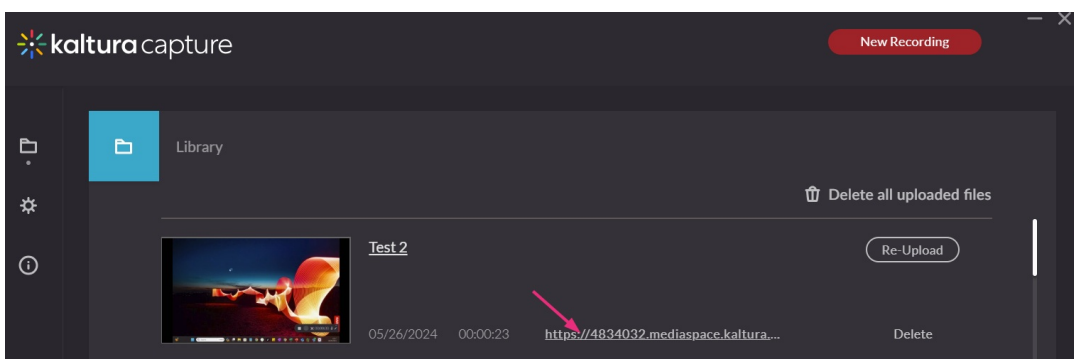 kaltura capture
New Recording
Library
Delete all uploaded files
Test 2
Re-Upload
05/26/2024 00:00:23 https://4834032.mediaspace.kaltura....
Delete